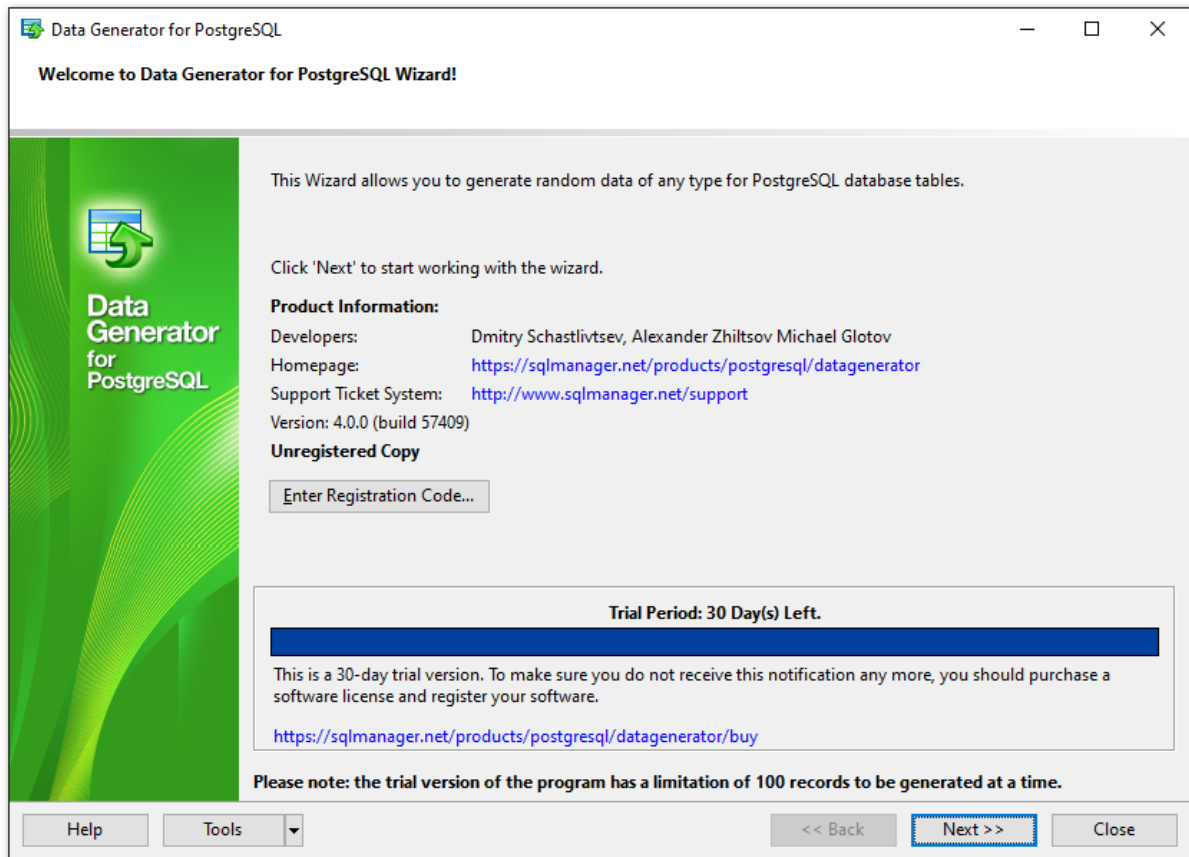 Data Generator for PostgreSQL
Welcome to Data Generator for PostgreSQL Wizard!
Data
Generator
for
PostgreSQL
This Wizard allows you to generate random data of any type for PostgreSQL database tables.
Click 'Next' to start working with the wizard.
Product Information:
Developers: Dmitry Schastlivtsev, Alexander Zhiltsov Michael Glotov
Homepage: https://sqlmanager.net/products/postgresql/datagenerator
Support Ticket System: http://www.sqlmanager.net/support
Version: 4.0.0 (build 57409)
Unregistered Copy
Enter Registration Code...
Trial Period: 30 Day(s) Left.
This is a 30-day trial version. To make sure you do not receive this notification any more, you should purchase a
software license and register your software.
https://sqlmanager.net/products/postgresql/datagenerator/buy
Please note: the trial version of the program has a limitation of 100 records to be generated at a time.
Help Tools << Back Next >> Close